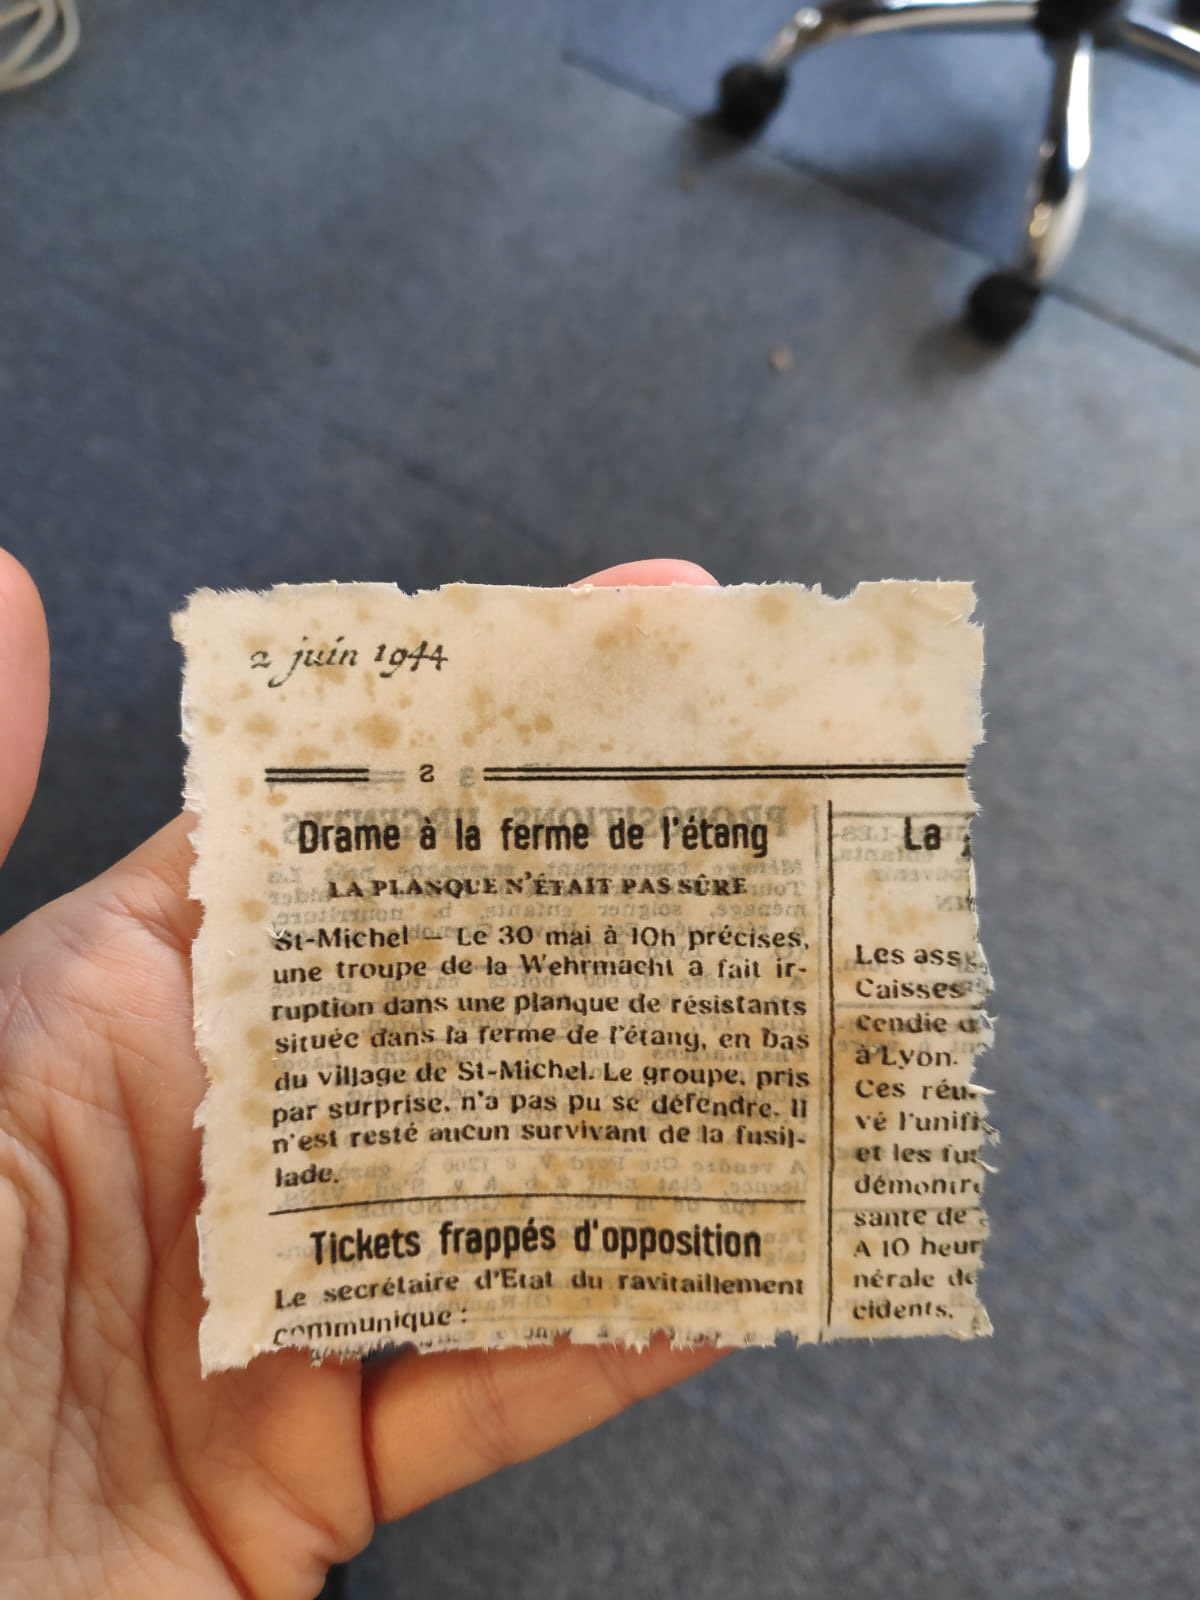 2 juin 1944
2
Drame à la ferme de l'étang
LA PLANQUE N'ÉTAIT PAS SÛRE
St-Michel — Le 30 mai à 10h précises,
une troupe de la Wehrmacht a fait ir-
ruption dans une planque de résistants
située dans la ferme de l'étang, en bas
du village de St-Michel. Le groupe, pris
par surprise, n'a pas pu se défendre. Il
n'est resté aucun survivant de la fusil-
lade.
Tickets frappés d'opposition
Le secrétaire d'Etat du ravitaillement
communique :
La
Les ass
Caisses
cendie
à Lyon.
Ces réu
vé l'unifi
et les fu
démontr
sante de
A 10 heur
nérale de
cidents.